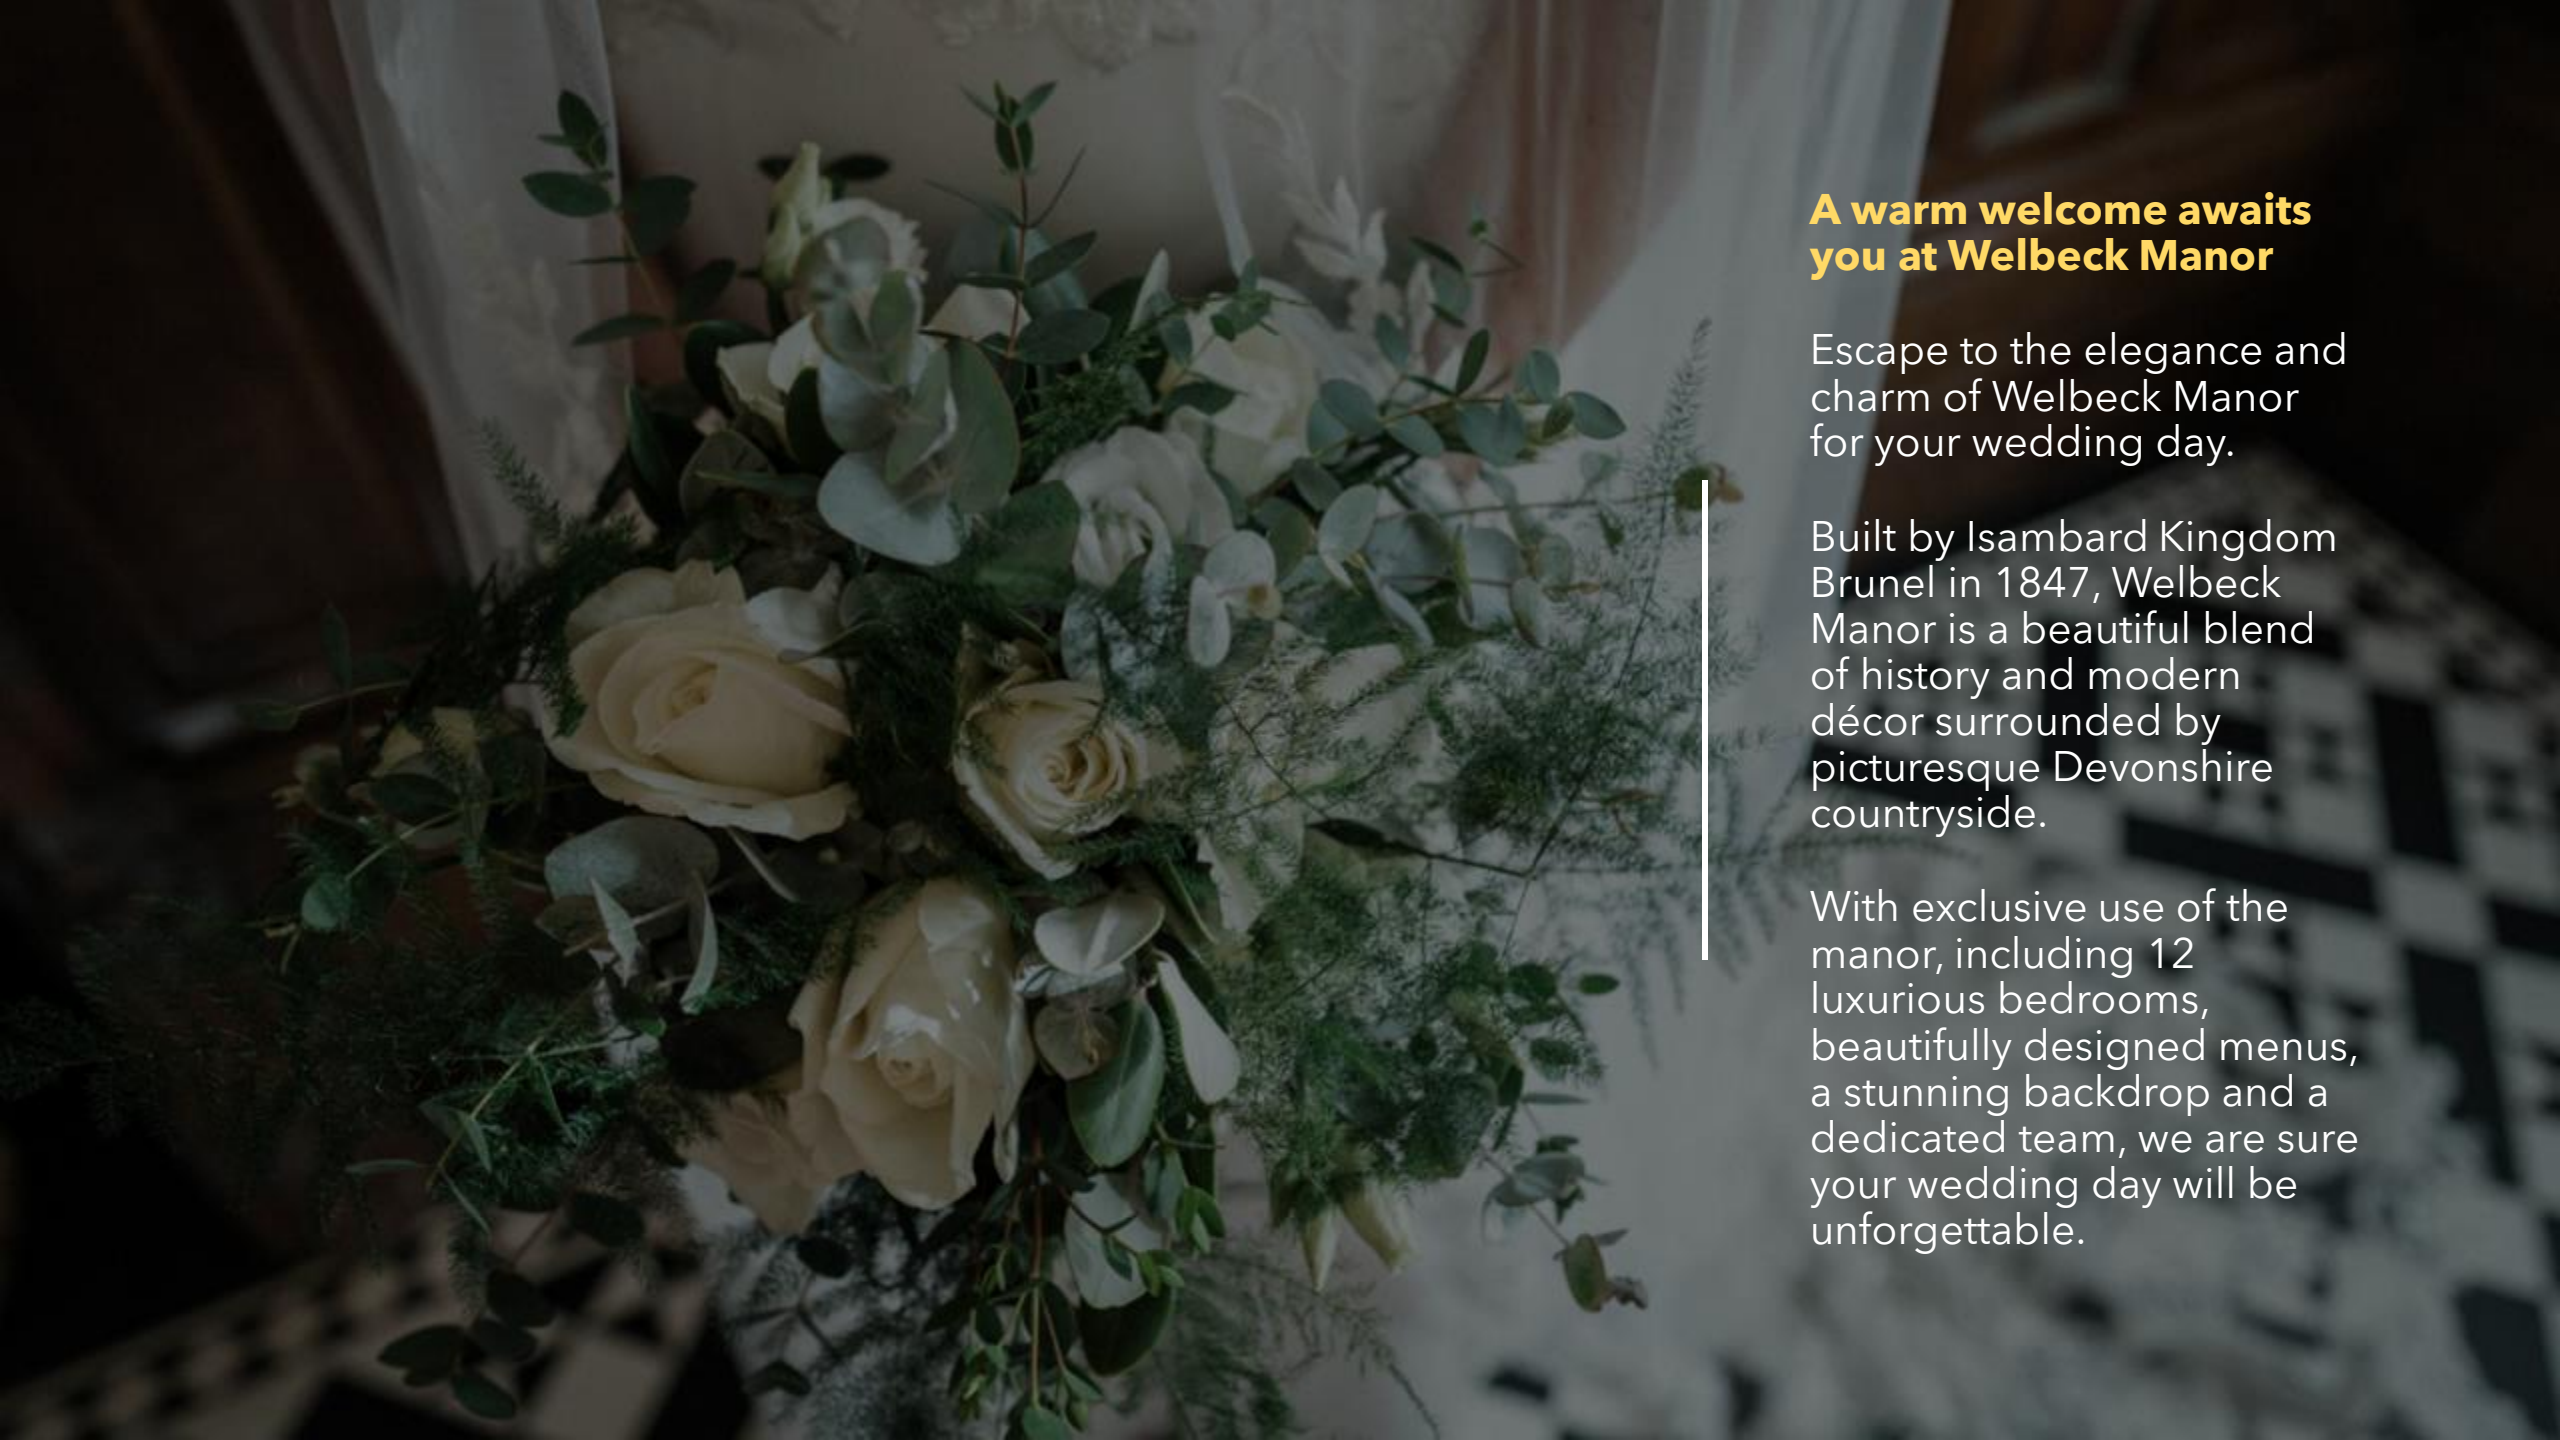 A warm welcome awaits
you at Welbeck Manor
Escape to the elegance and
charm of Welbeck Manor
for your wedding day.
Built by Isambard Kingdom
Brunel in 1847, Welbeck
Manor is a beautiful blend
of history and modern
décor surrounded by
picturesque Devonshire
countryside.
With exclusive use of the
manor, including 12
luxurious bedrooms,
beautifully designed menus,
a stunning backdrop and a
dedicated team, we are sure
your wedding day will be
unforgettable.